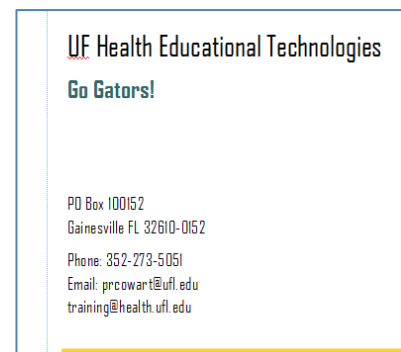 UF Health Educational Technologies
Go Gators!
PO Box 100152
Gainesville FL 32610-0152
Phone: 352-273-5051
Email: prcowart@ufl.edu
training@health.ufl.edu